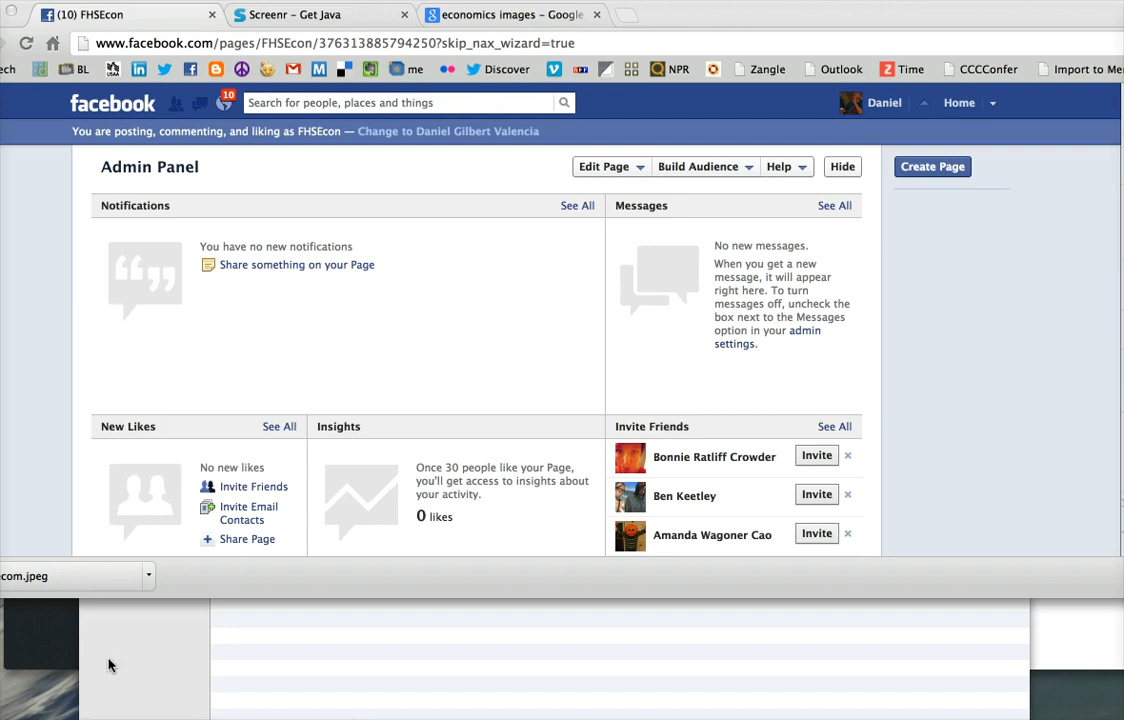 (10) FHSEcon
Screenr - Get Java
economics images - Google
www.facebook.com/pages/FHSEcon/376313885794250?skip_nax_wizard=true
ech
BL
me
Discover
NPR
Zangle
Outlook
Time
CCCConfer
Import to Me
facebook
10
Search for people, places and things
Daniel
Home
You are posting, commenting, and liking as FHSEcon — Change to Daniel Gilbert Valencia
Admin Panel
Edit Page
Build Audience
Help
Hide
Create Page
Notifications
See All
You have no new notifications
Share something on your Page
Messages
See All
No new messages.
When you get a new
message, it will appear
right here. To turn
messages off, uncheck the
box next to the Messages
option in your admin
settings.
New Likes
See All
No new likes
Invite Friends
Invite Email
Contacts
Share Page
Insights
Once 30 people like your Page,
you'll get access to insights about
your activity.
0 likes
Invite Friends
See All
Bonnie Ratliff Crowder
Invite
Ben Keetley
Invite
Amanda Wagoner Cao
Invite
ecom.jpeg